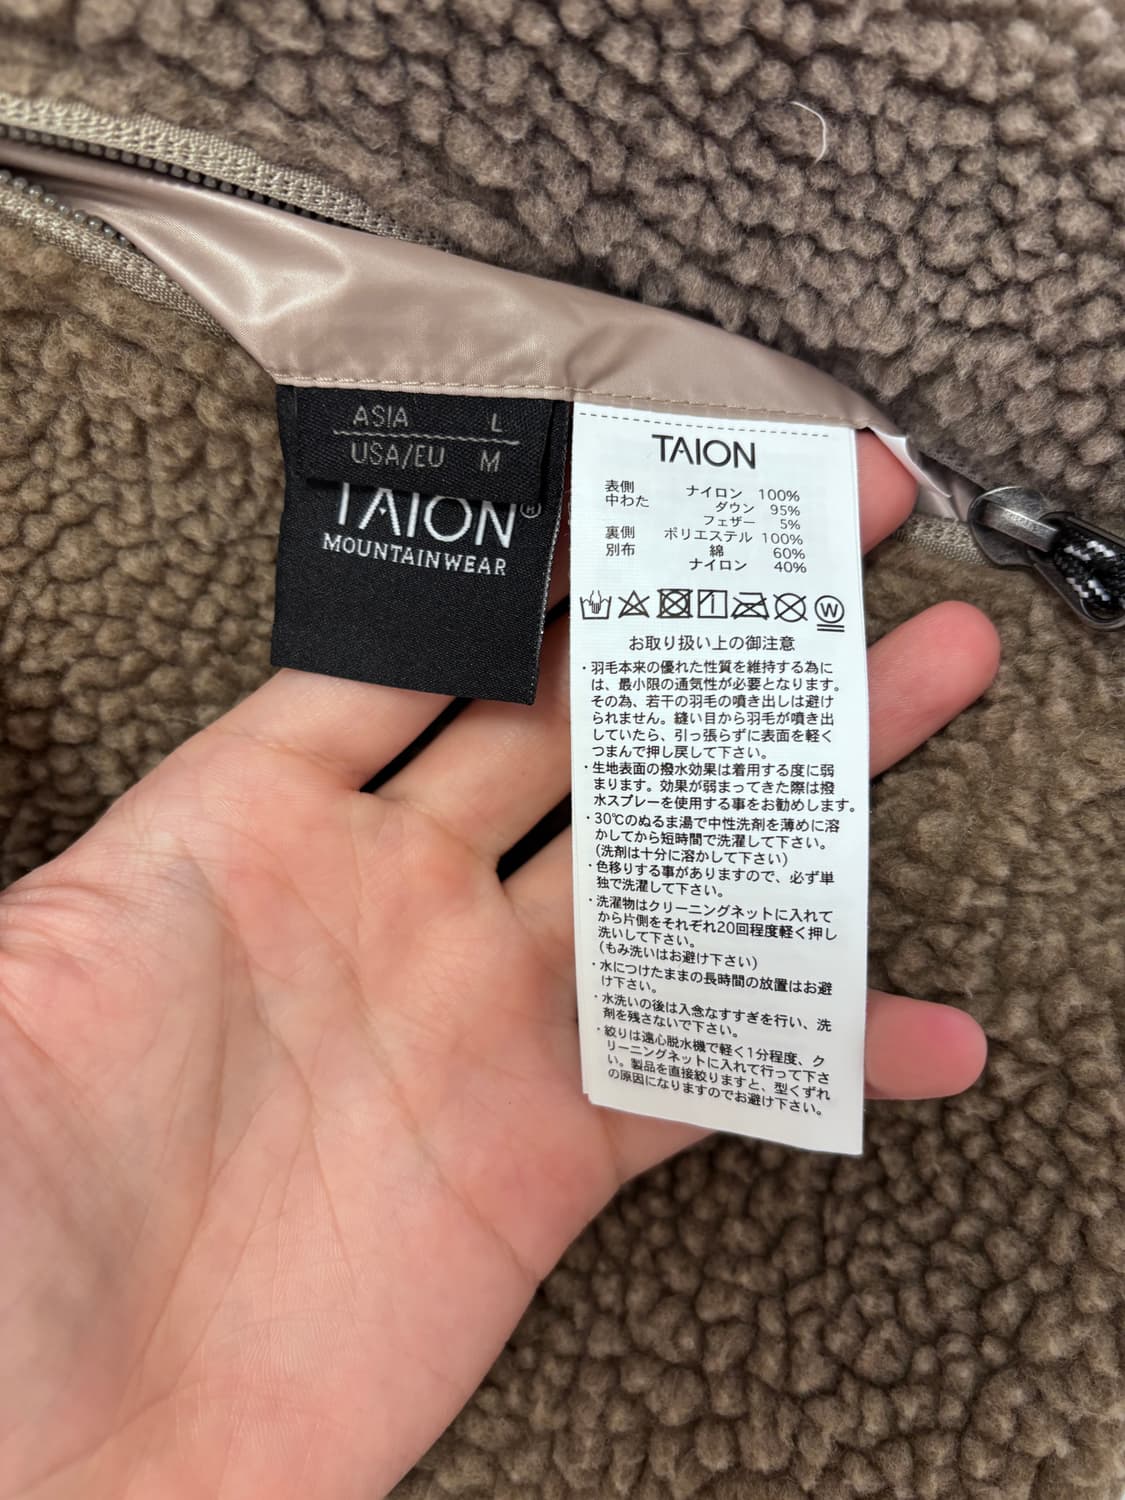 ASIA L
USA/EU M
TAION®
MOUNTAINWEAR
TAION
表側 ナイロン 100%
中わた ダウン 95%
フェザー 5%
裏側 ポリエステル 100%
別布 綿 60%
ナイロン 40%
W
お取り扱い上の御注意
・羽毛本来の優れた性質を維持する為に
は、最小限の通気性が必要となります。
その為、若干の羽毛の噴き出しは避け
られません。縫い目から羽毛が噴き出
していたら、引っ張らずに表面を軽く
つまんで押し戻して下さい。
・生地表面の撥水効果は着用する度に弱
まります。効果が弱まってきた際は撥
水スプレーを使用する事をお勧めします。
・30℃のぬるま湯で中性洗剤を薄めに溶
かしてから短時間で洗濯して下さい。
(洗剤は十分に溶かして下さい)
・色移りする事がありますので、必ず単
独で洗濯して下さい。
・洗濯物はクリーニングネットに入れて
から片側をそれぞれ20回程度軽く押し
洗いして下さい。
(もみ洗いはお避け下さい)
・水につけたままの長時間の放置はお避
け下さい。
・水洗いの後は入念なすすぎを行い、洗
剤を残さないで下さい。
・絞りは遠心脱水機で軽く1分程度、ク
リーニングネットに入れて行って下さ
い。製品を直接絞りますと、型くずれ
の原因になりますのでお避け下さい。